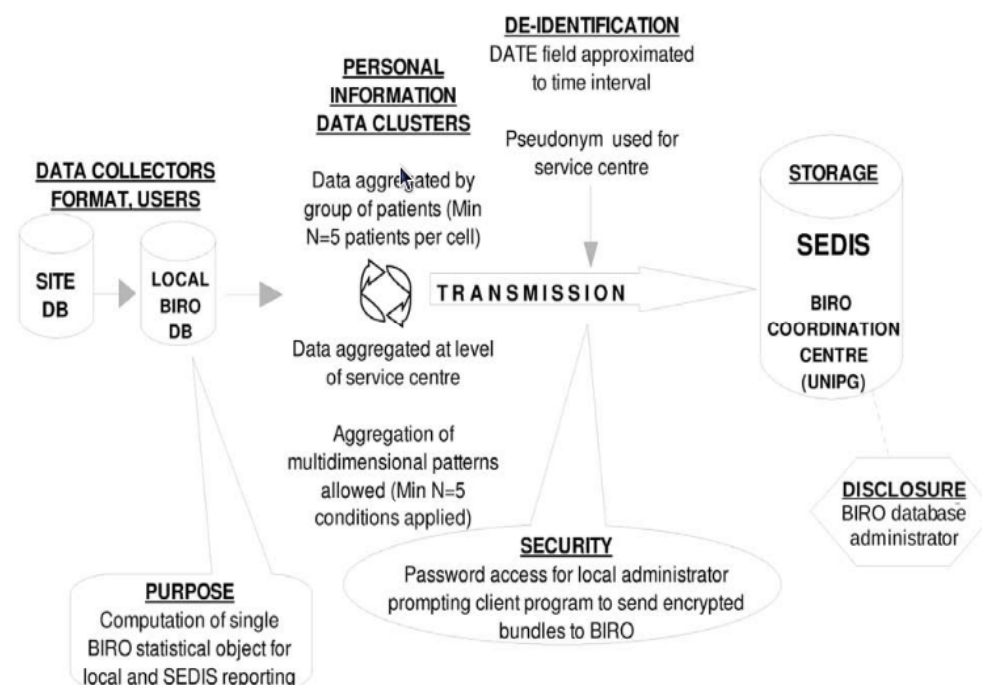 DE-IDENTIFICATION
DATE field approximated
to time interval
Pseudonym used for
service centre
PERSONAL
INFORMATION
DATA CLUSTERS
Data aggregated by
group of patients (Min
N=5 patients per cell)
DATA COLLECTORS
FORMAT, USERS
SITE
DB
LOCAL
BIRO
DB
TRANSMISSION
Data aggregated at level
of service centre
Aggregation of
multidimensional patterns
allowed (Min N=5
conditions applied)
STORAGE
SEDIS
BIRO
COORDINATION
CENTRE
(UNIPG)
DISCLOSURE
BIRO database
administrator
SECURITY
Password access for local administrator
prompting client program to send encrypted
bundles to BIRO
PURPOSE
Computation of single
BIRO statistical object for
local and SEDIS reporting